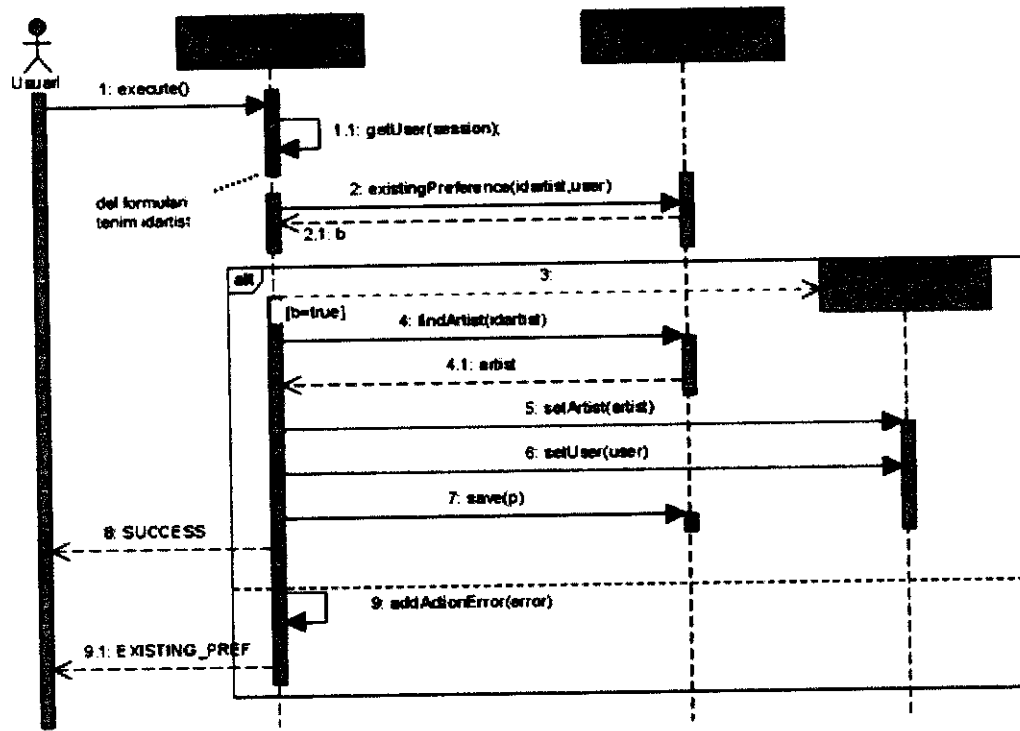 Usuari
1: execute()
1.1: getUser(session);
del formulari
tenim idartist
2: existingPreference(idartist,user)
2.1: b
alt
3:
[b=true]
4: findArtist(idartist)
4.1: artist
5: setArtist(artist)
6: setUser(user)
7: save(p)
8: SUCCESS
9: addActionError(error)
9.1: EXISTING_PREF